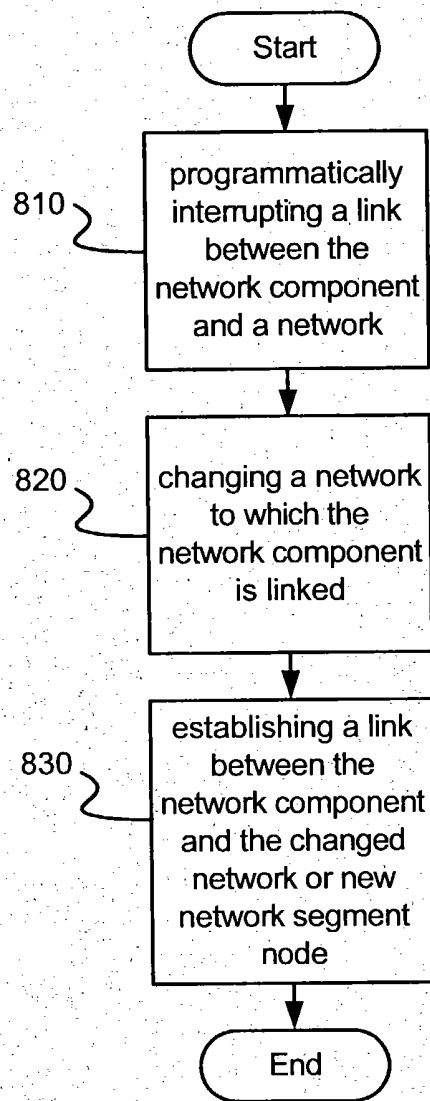 Start
810
programmatically
interrupting a link
between the
network component
and a network
820
changing a network
to which the
network component
is linked
830
establishing a link
between the
network component
and the changed
network or new
network segment
node
End